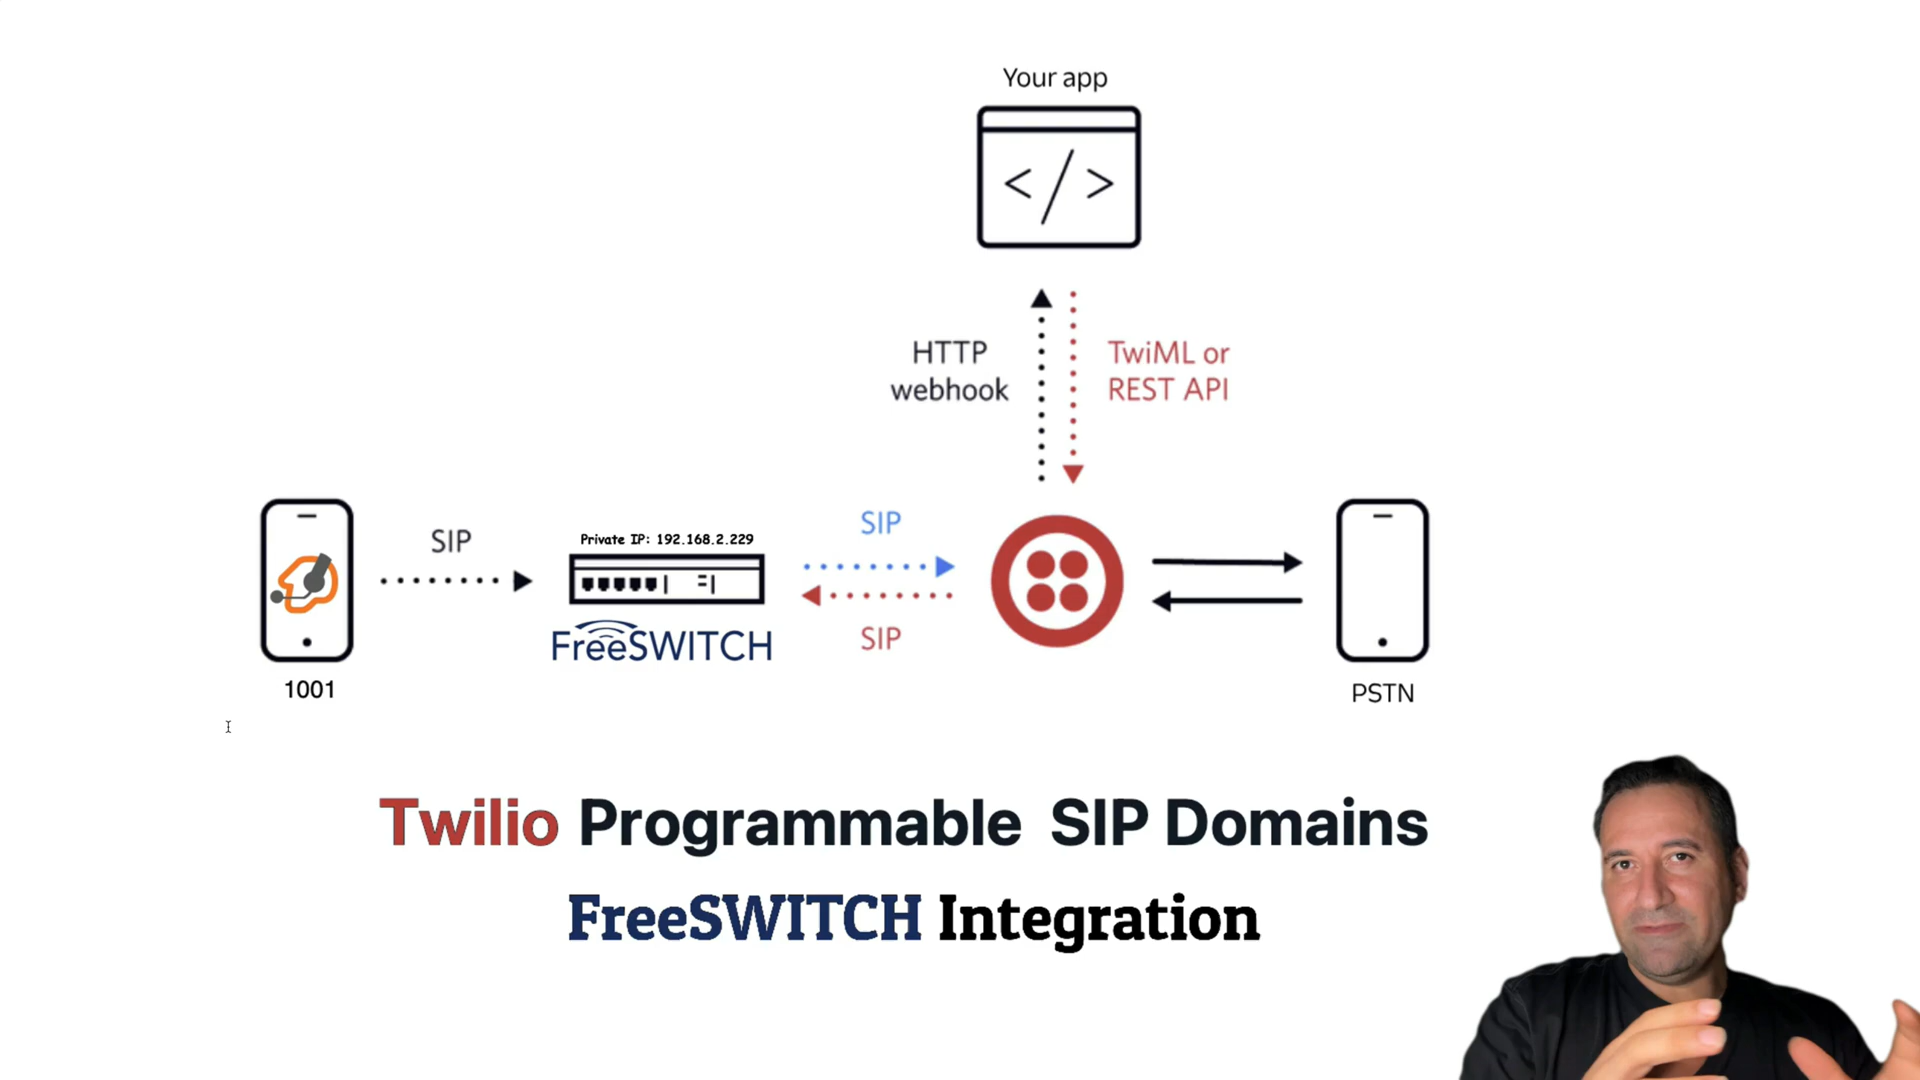 Your app
</>
HTTP
webhook
TwiML or
REST API
SIP
Private IP: 192.168.2.229
FreeSWITCH
SIP
SIP
1001
PSTN
Twilio Programmable SIP Domains
FreeSWITCH Integration